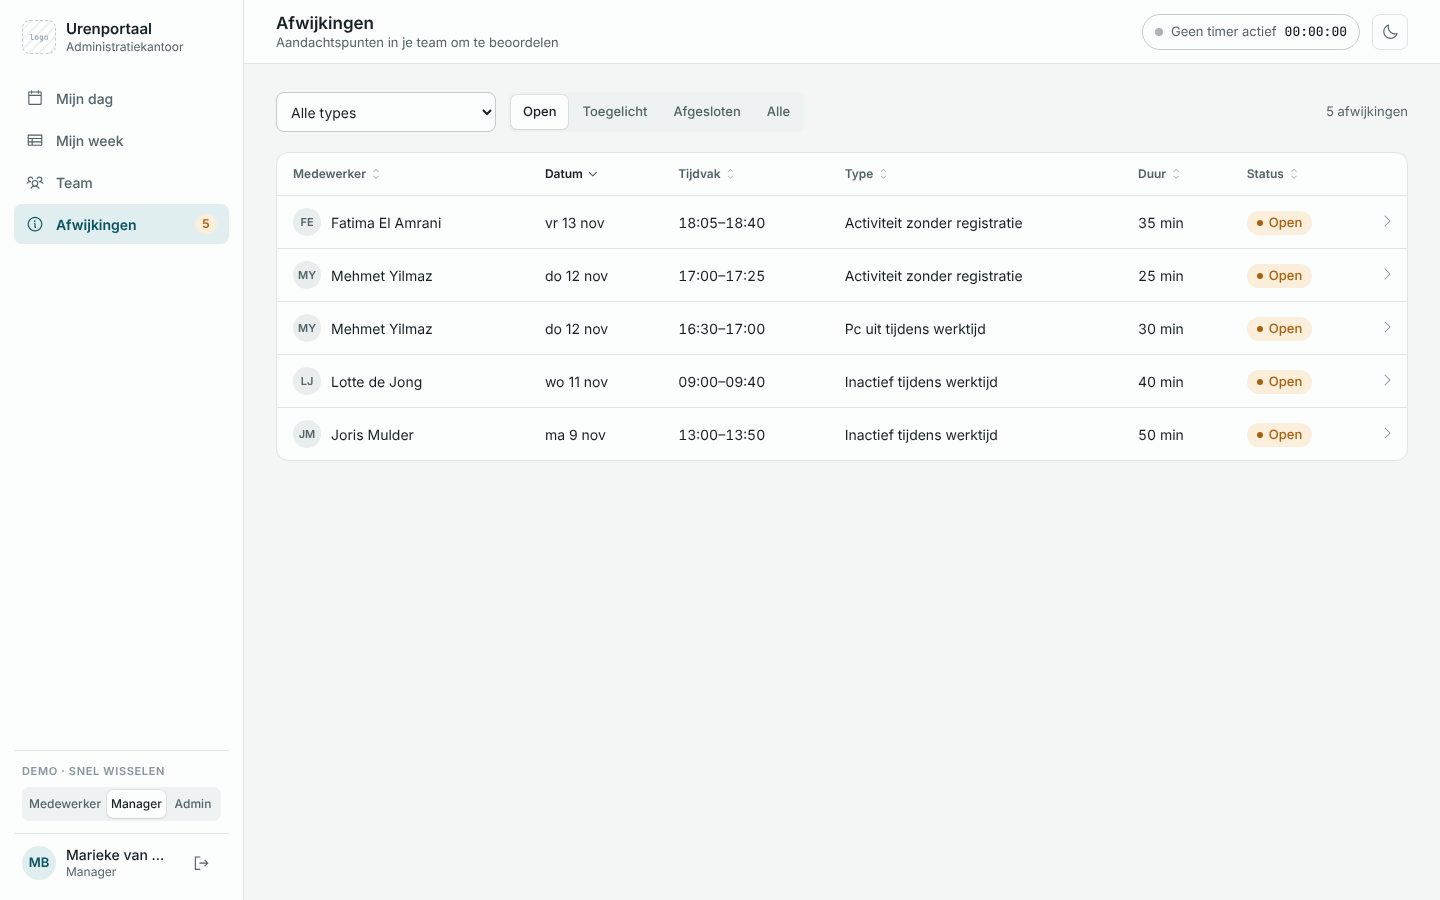 Logo
Urenportaal
Administratiekantoor
Mijn dag
Mijn week
Team
Afwijkingen 5
DEMO · SNEL WISSELEN
Medewerker Manager Admin
MB
Marieke van ...
Manager
Afwijkingen
Aandachtspunten in je team om te beoordelen
Geen timer actief 00:00:00
Alle types
Open Toegelicht Afgesloten Alle
5 afwijkingen
Medewerker Datum Tijdvak Type Duur Status
FE Fatima El Amrani vr 13 nov 18:05–18:40 Activiteit zonder registratie 35 min Open
MY Mehmet Yilmaz do 12 nov 17:00–17:25 Activiteit zonder registratie 25 min Open
MY Mehmet Yilmaz do 12 nov 16:30–17:00 Pc uit tijdens werktijd 30 min Open
LJ Lotte de Jong wo 11 nov 09:00–09:40 Inactief tijdens werktijd 40 min Open
JM Joris Mulder ma 9 nov 13:00–13:50 Inactief tijdens werktijd 50 min Open